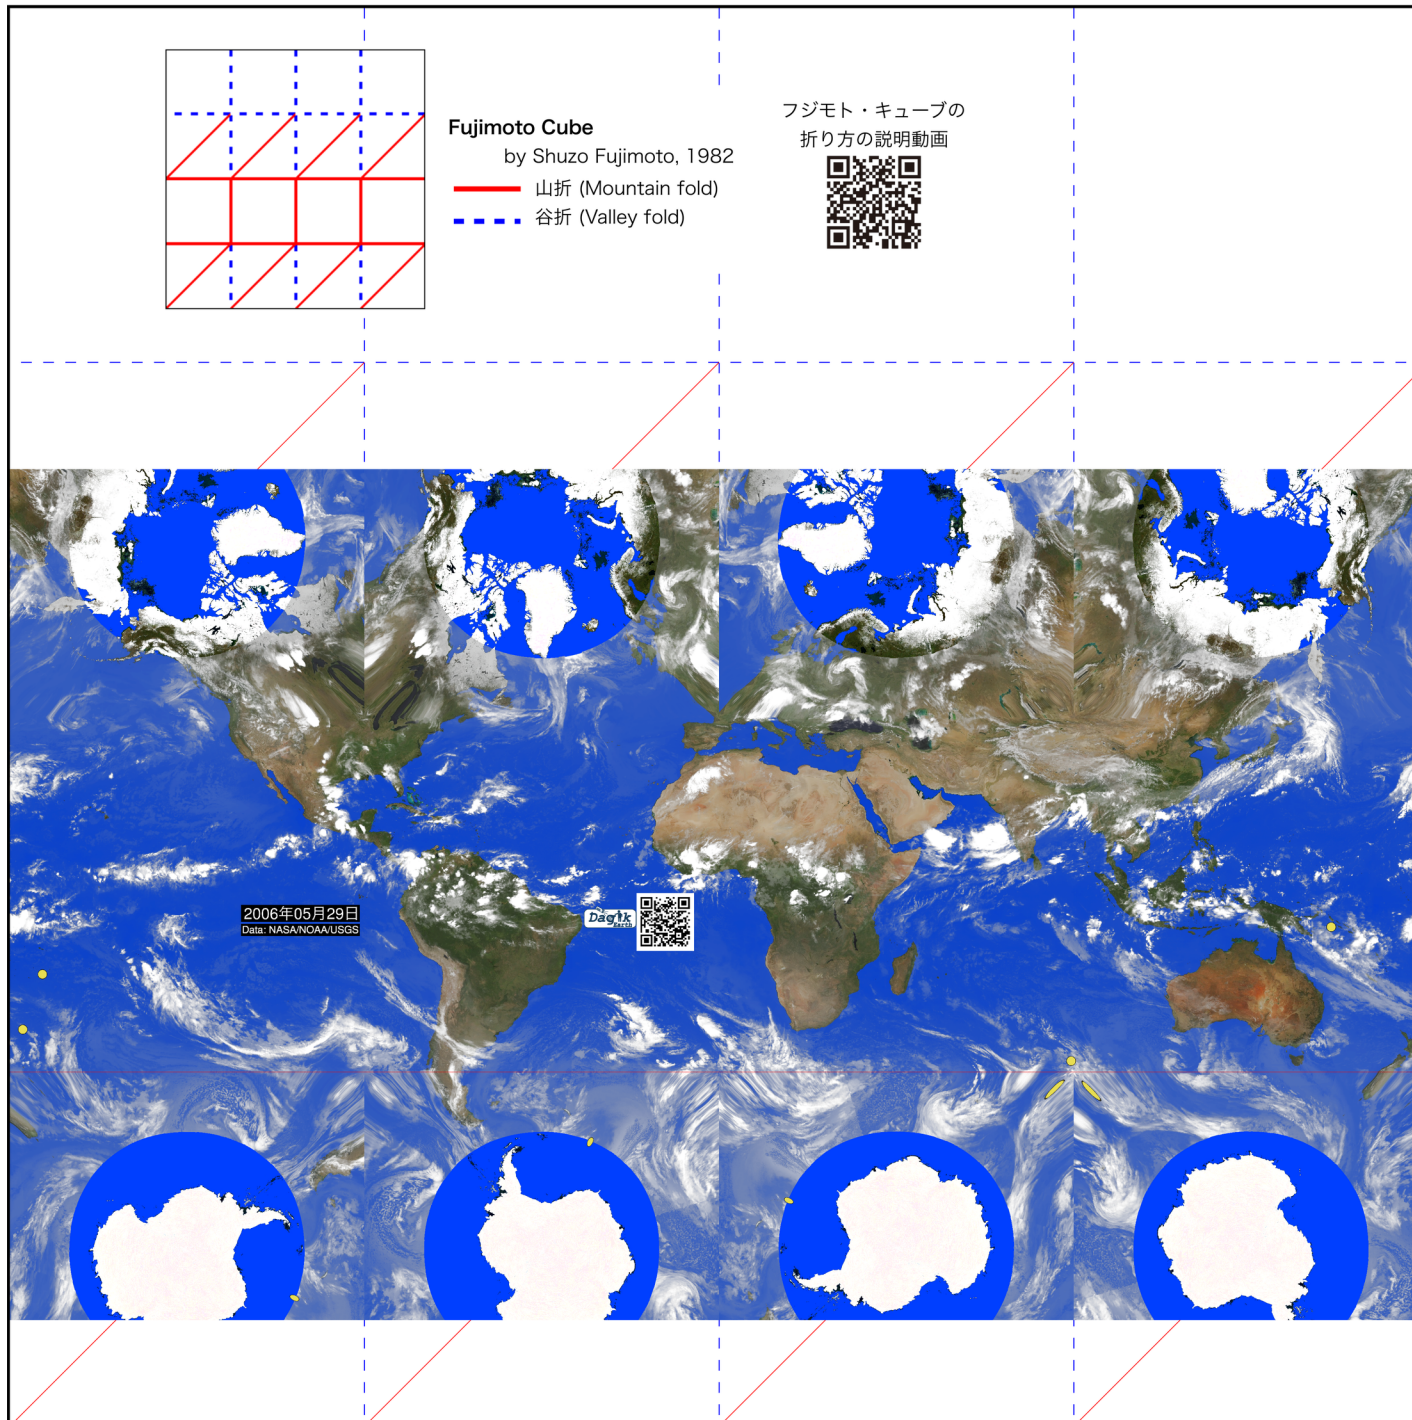 Fujimoto Cube
by Shuzo Fujimoto, 1982
山折 (Mountain fold)
谷折 (Valley fold)
フジモト・キューブの
折り方の説明動画
2006年05月29日
Data: NASA/NOAA/USGS
Dagik
Earth